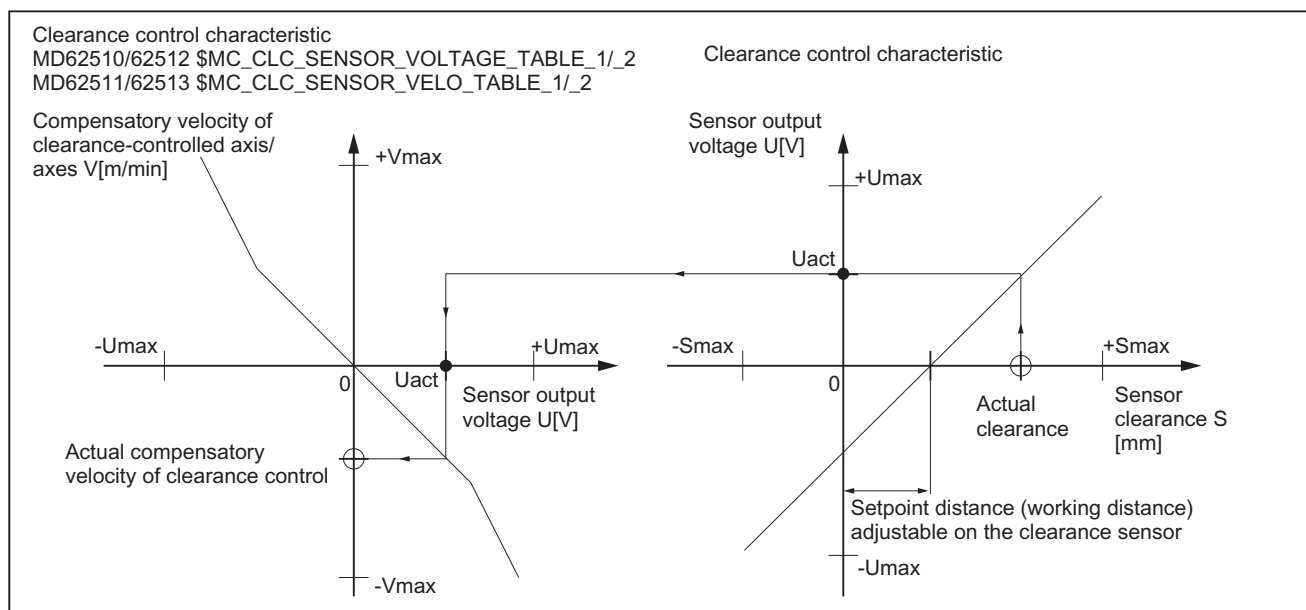 Clearance control characteristic
MD62510/62512 $MC_CLC_SENSOR_VOLTAGE_TABLE_1/_2
MD62511/62513 $MC_CLC_SENSOR_VELO_TABLE_1/_2
Compensatory velocity of
clearance-controlled axis/
axes V[m/min]
+Vmax
-Umax
+Umax
0
Uact
Sensor output
voltage U[V]
Actual compensatory
velocity of clearance control
-Vmax
Clearance control characteristic
Sensor output
voltage U[V]
+Umax
Uact
-Smax
+Smax
0
Actual
clearance
Sensor
clearance S
[mm]
Setpoint distance (working distance)
adjustable on the clearance sensor
-Umax